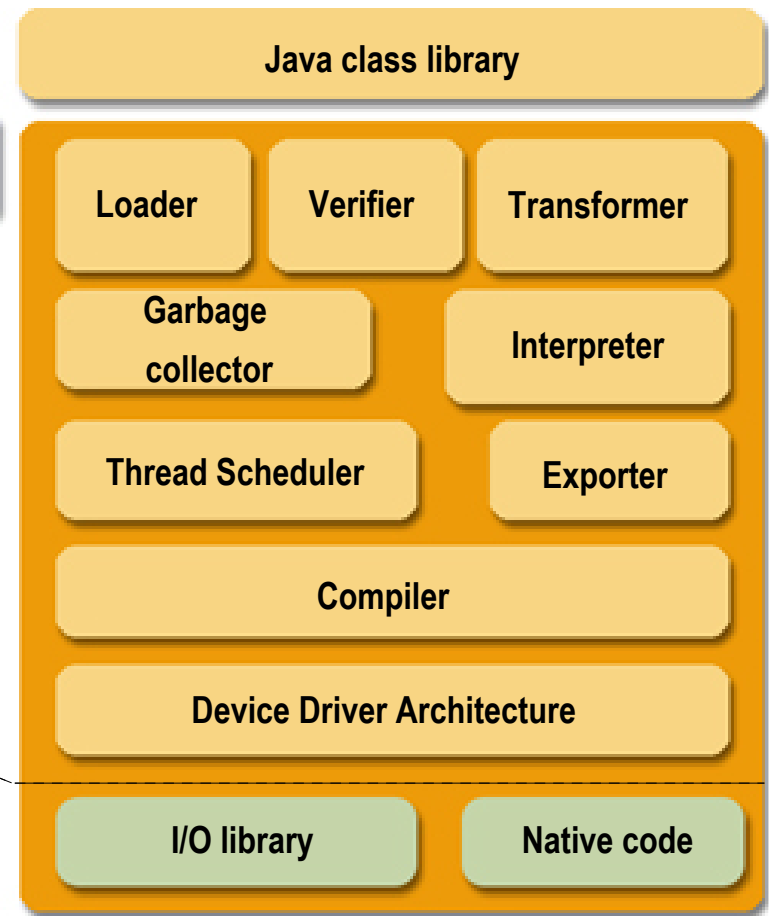 Java class library
Loader
Verifier
Transformer
Garbage
collector
Interpreter
Thread Scheduler
Exporter
Compiler
Device Driver Architecture
I/O library
Native code